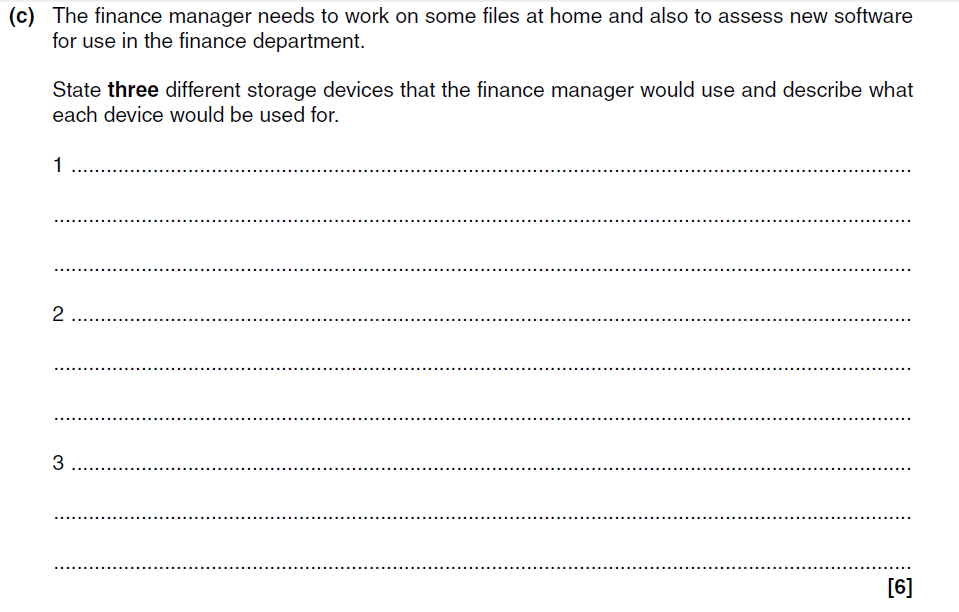 (c) The finance manager needs to work on some files at home and also to assess new software
for use in the finance department.
State three different storage devices that the finance manager would use and describe what
each device would be used for.
1 ..........................................................................................
..........................................................................................
..........................................................................................
2 ..........................................................................................
..........................................................................................
..........................................................................................
3 ..........................................................................................
..........................................................................................
..........................................................................................
[6]